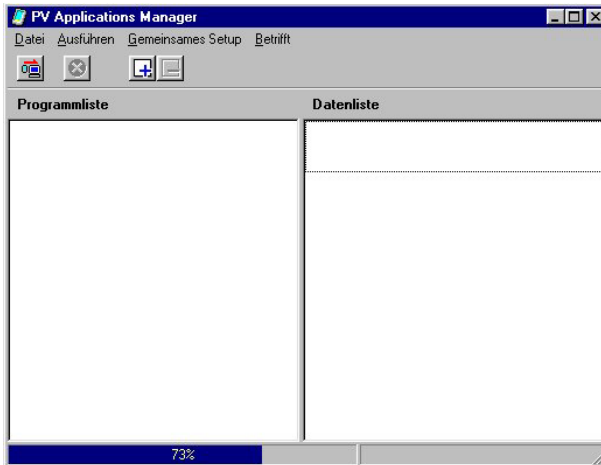 PV Applications Manager
Datei Ausführen Gemeinsames Setup Betrifft
Programmliste Datenliste
73%